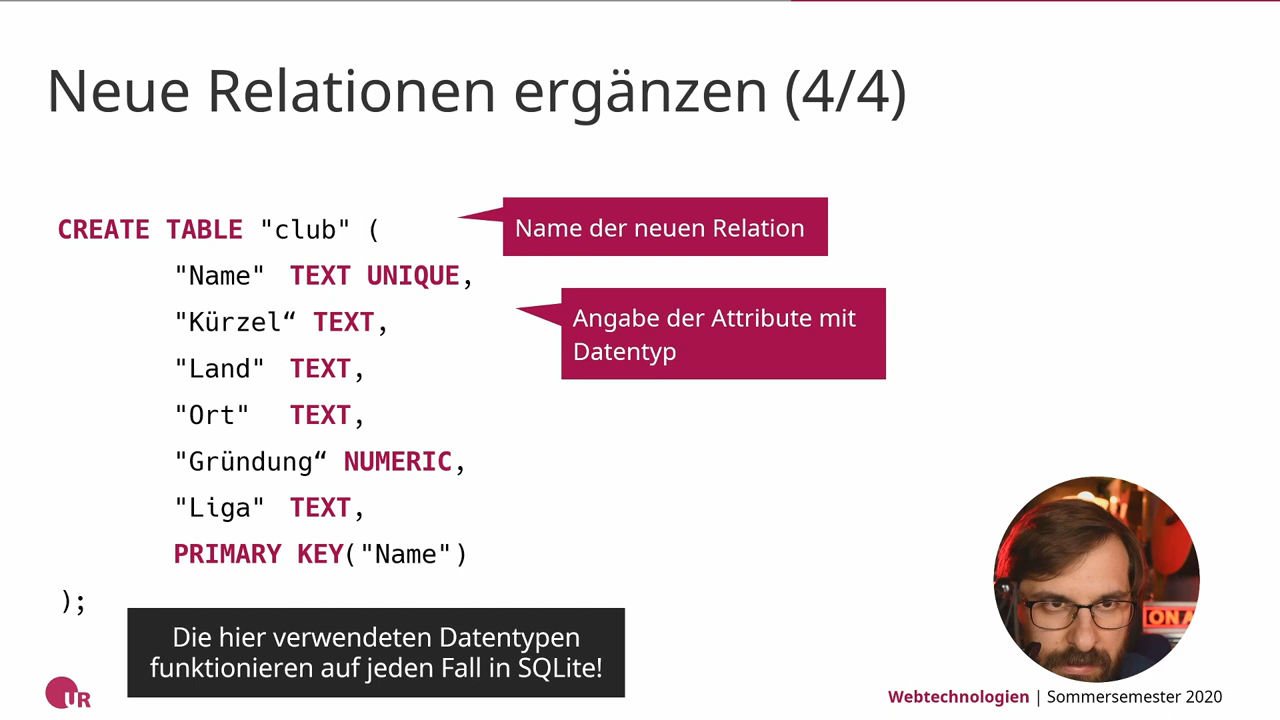 Neue Relationen ergänzen (4/4)
CREATE TABLE "club" (
Name der neuen Relation
"Name" TEXT UNIQUE,
"Kürzel“ TEXT,
Angabe der Attribute mit
Datentyp
"Land" TEXT,
"Ort" TEXT,
"Gründung“ NUMERIC,
"Liga" TEXT,
PRIMARY KEY("Name")
);
ON A
Die hier verwendeten Datentypen
funktionieren auf jeden Fall in SQLite!
UR
Webtechnologien | Sommersemester 2020